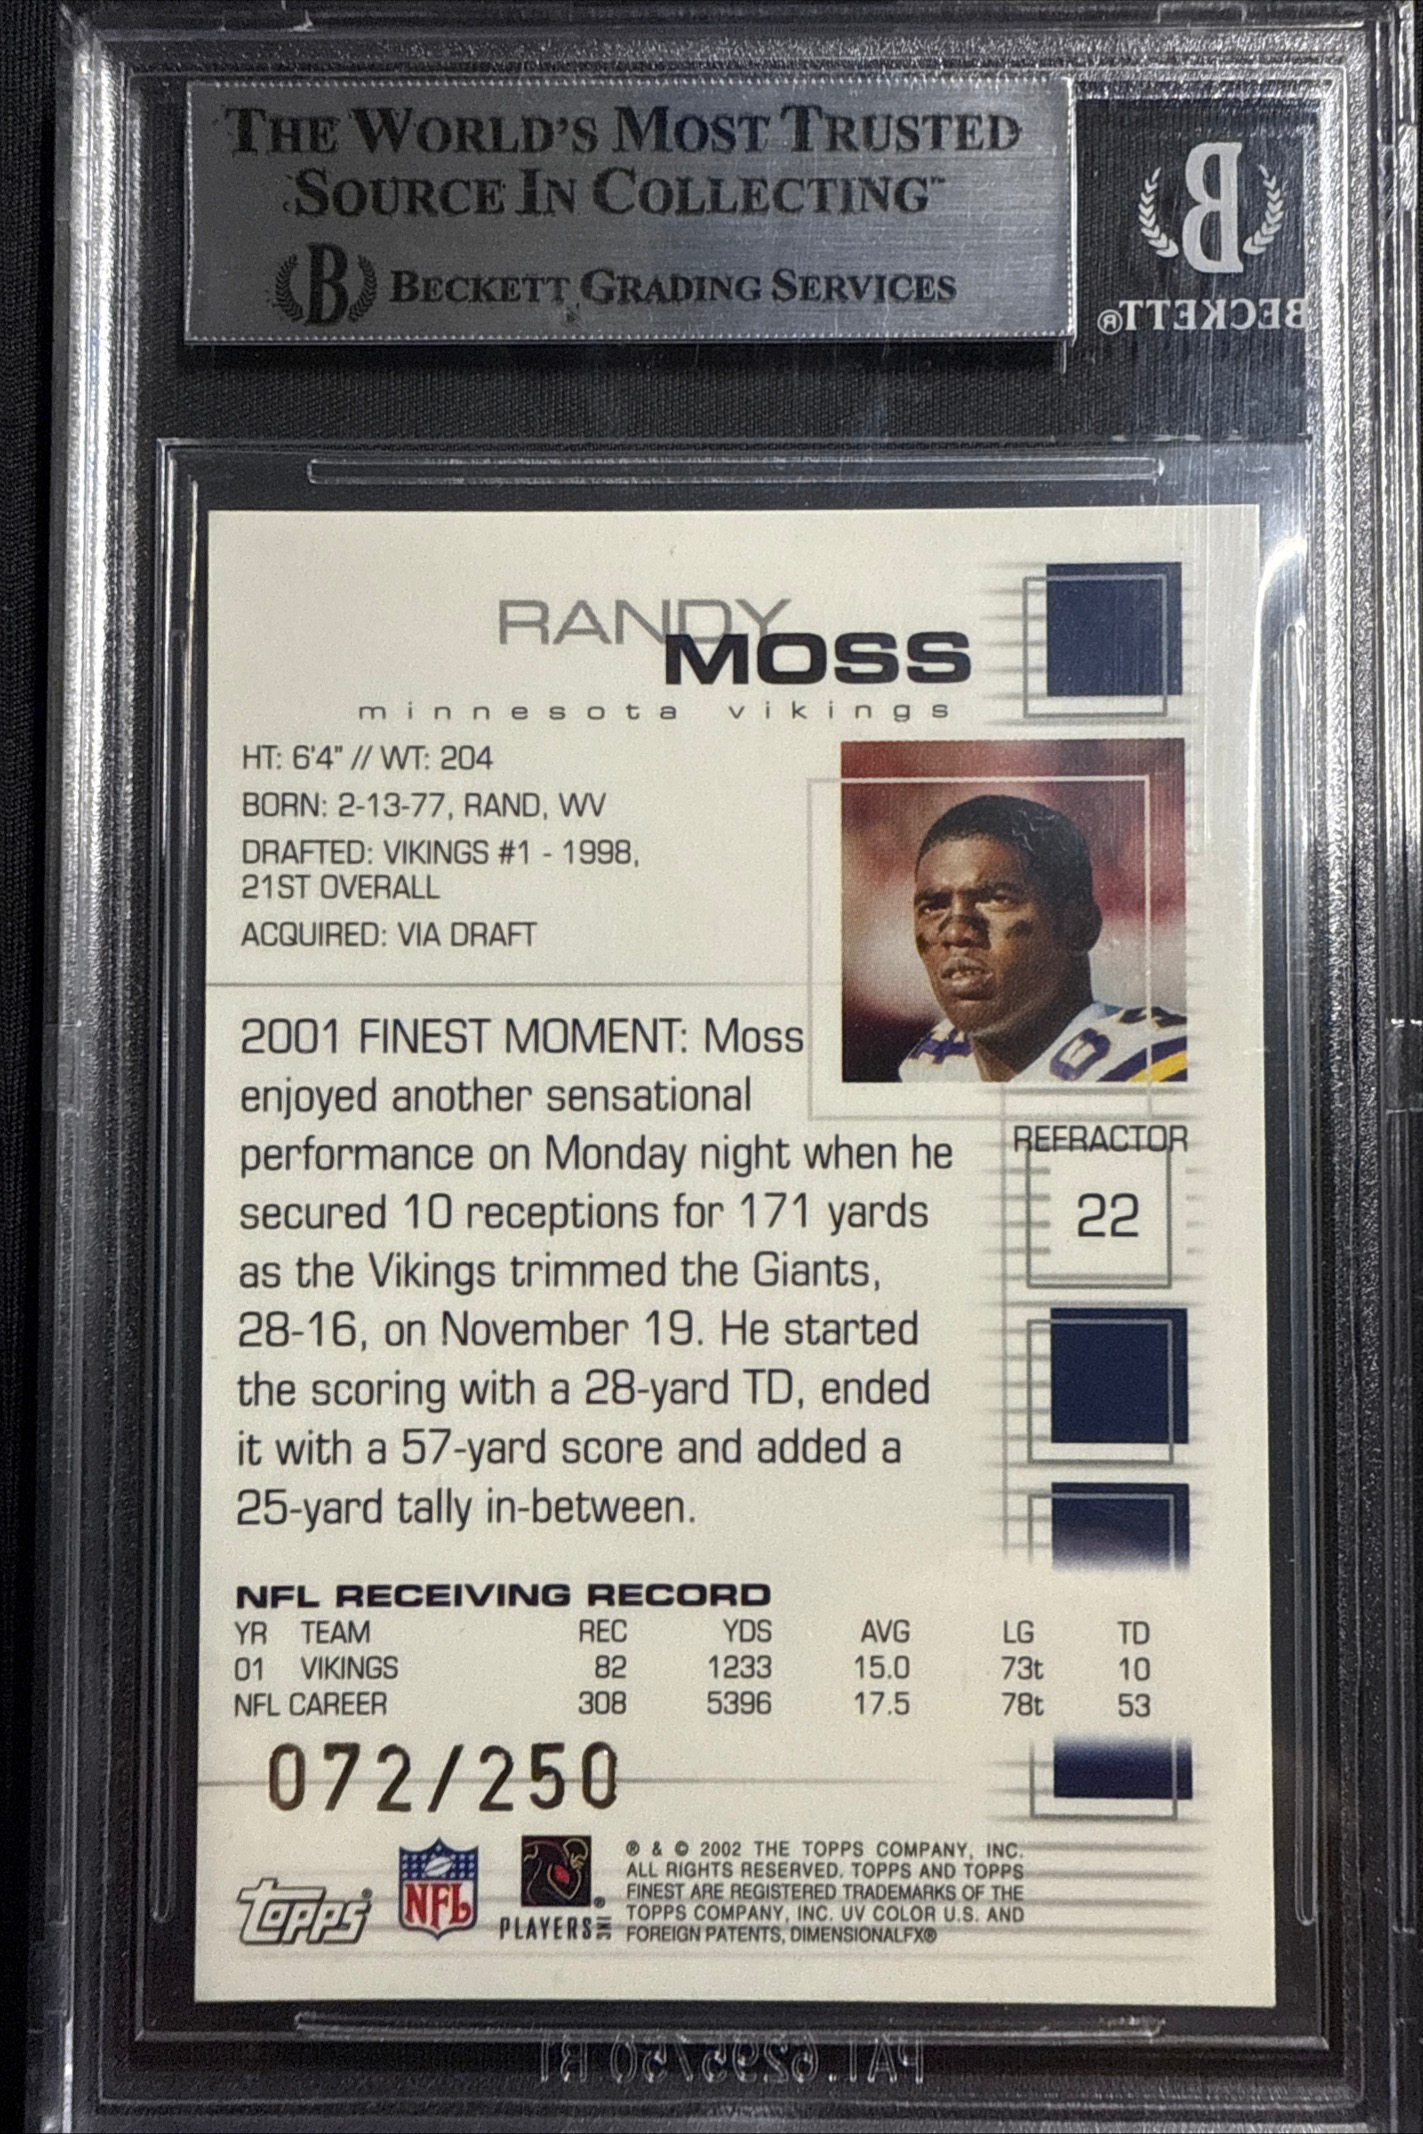 THE WORLD'S MOST TRUSTED
SOURCE IN COLLECTING™
B BECKETT GRADING SERVICES
B
BECKETT®
RANDY
MOSS
minnesota vikings
HT: 6'4" // WT: 204
BORN: 2-13-77, RAND, WV
DRAFTED: VIKINGS #1 - 1998,
21ST OVERALL
ACQUIRED: VIA DRAFT
2001 FINEST MOMENT: Moss
enjoyed another sensational
performance on Monday night when he
secured 10 receptions for 171 yards
as the Vikings trimmed the Giants,
28-16, on November 19. He started
the scoring with a 28-yard TD, ended
it with a 57-yard score and added a
25-yard tally in-between.
REFRACTOR
22
NFL RECEIVING RECORD
YR TEAM REC YDS AVG LG TD
01 VIKINGS 82 1233 15.0 73t 10
NFL CAREER 308 5396 17.5 78t 53
072/250
Topps®
NFL
PLAYERS INC
® & © 2002 THE TOPPS COMPANY, INC.
ALL RIGHTS RESERVED. TOPPS AND TOPPS
FINEST ARE REGISTERED TRADEMARKS OF THE
TOPPS COMPANY, INC. UV COLOR U.S. AND
FOREIGN PATENTS, DIMENSIONALFX®
PAT.6295750 B1